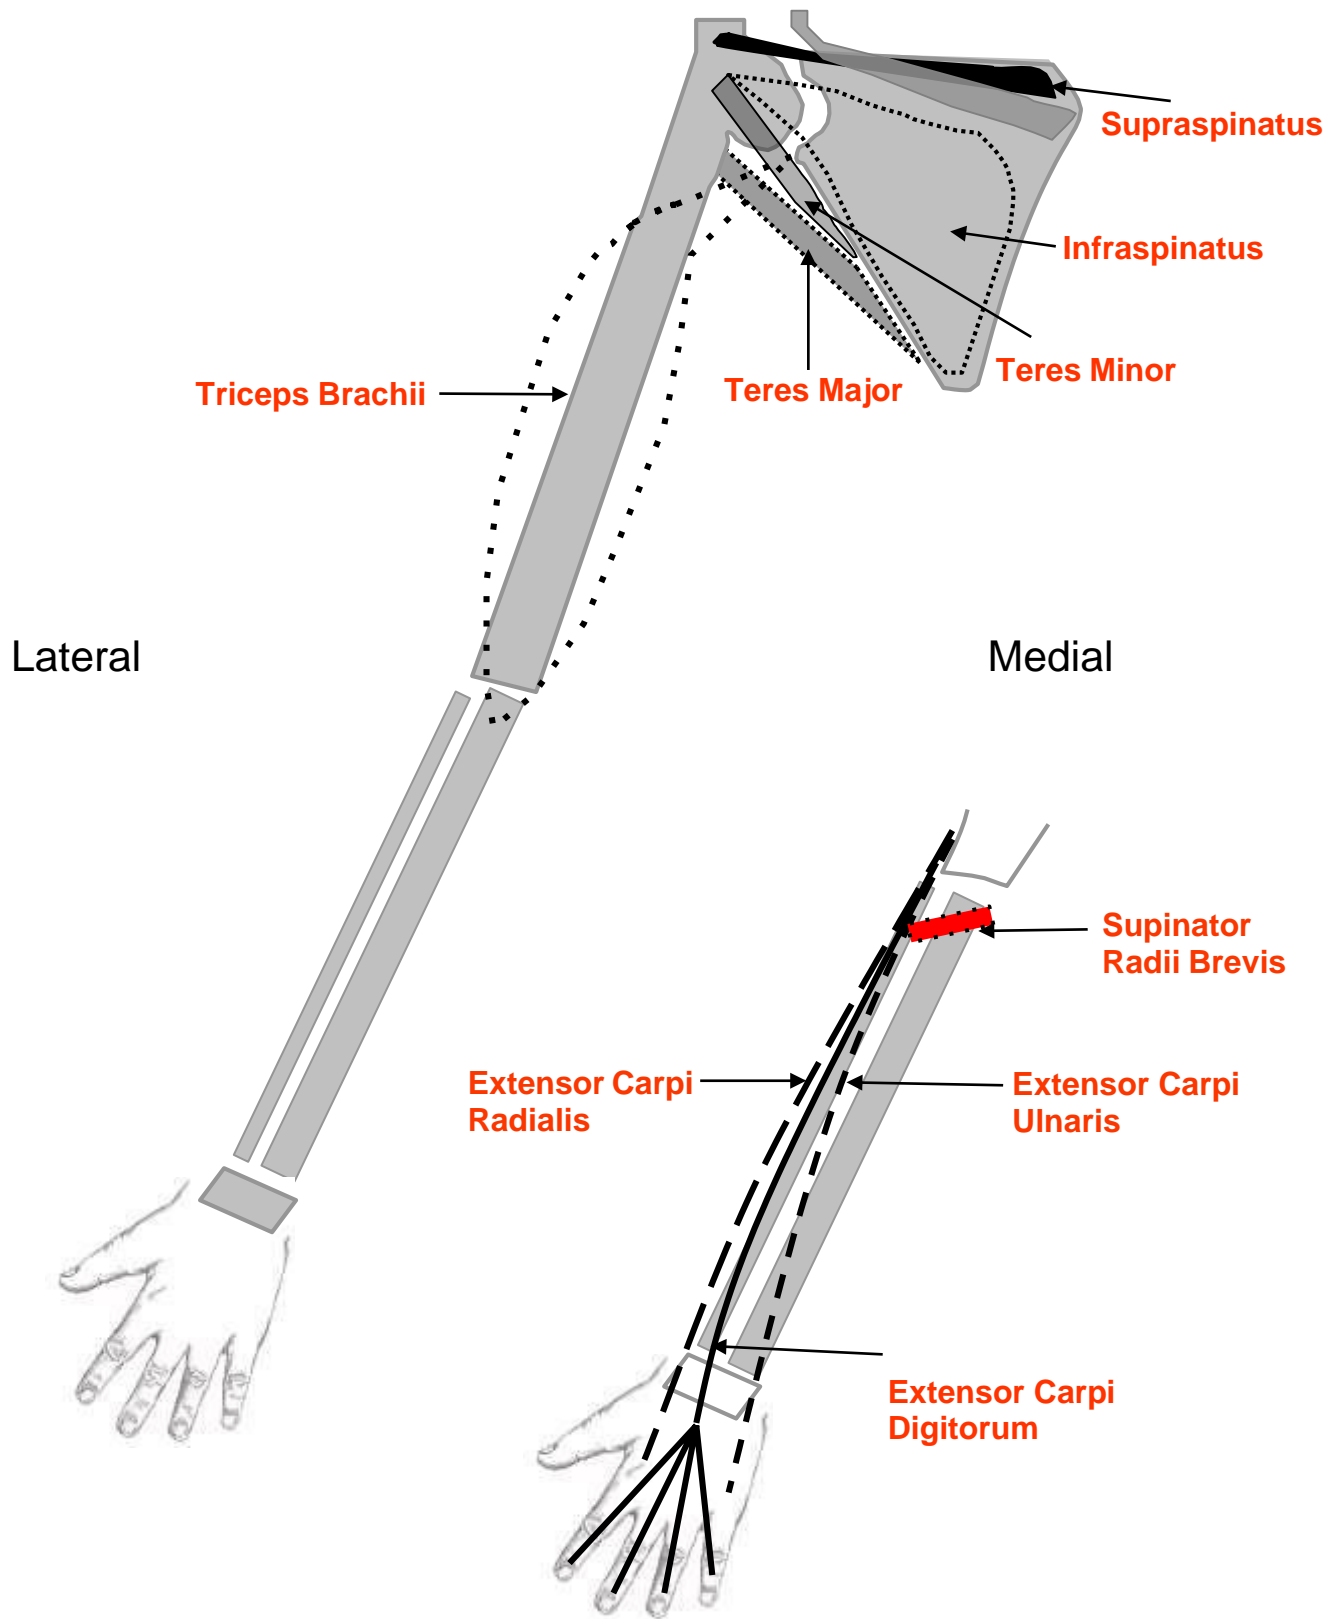 Supraspinatus
Infraspinatus
Teres Minor
Teres Major
Triceps Brachii
Lateral
Medial
Supinator
Radii Brevis
Extensor Carpi
Radialis
Extensor Carpi
Ulnaris
Extensor Carpi
Digitorum